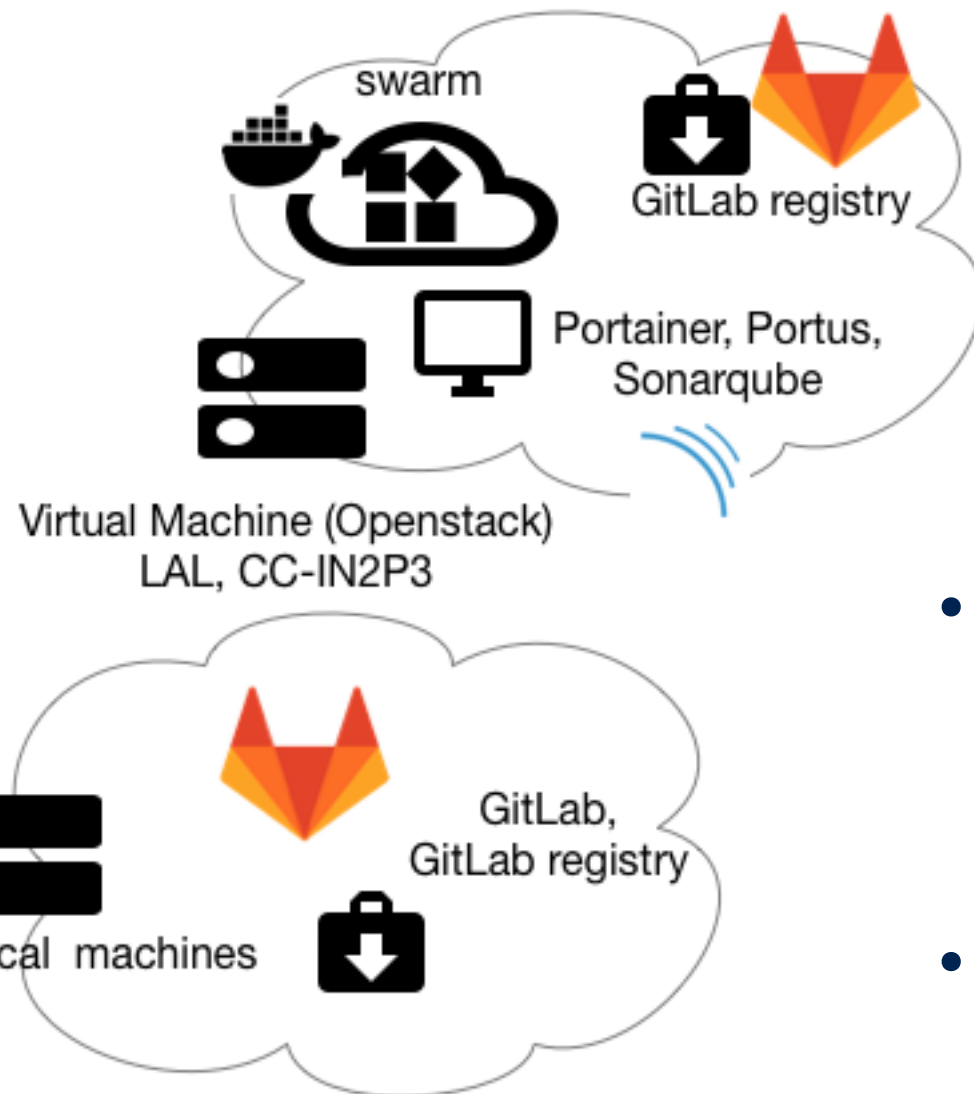 swarm
GitLab registry
Portainer, Portus,
Sonarqube
Virtual Machine (Openstack)
LAL, CC-IN2P3
GitLab,
GitLab registry
cal machines